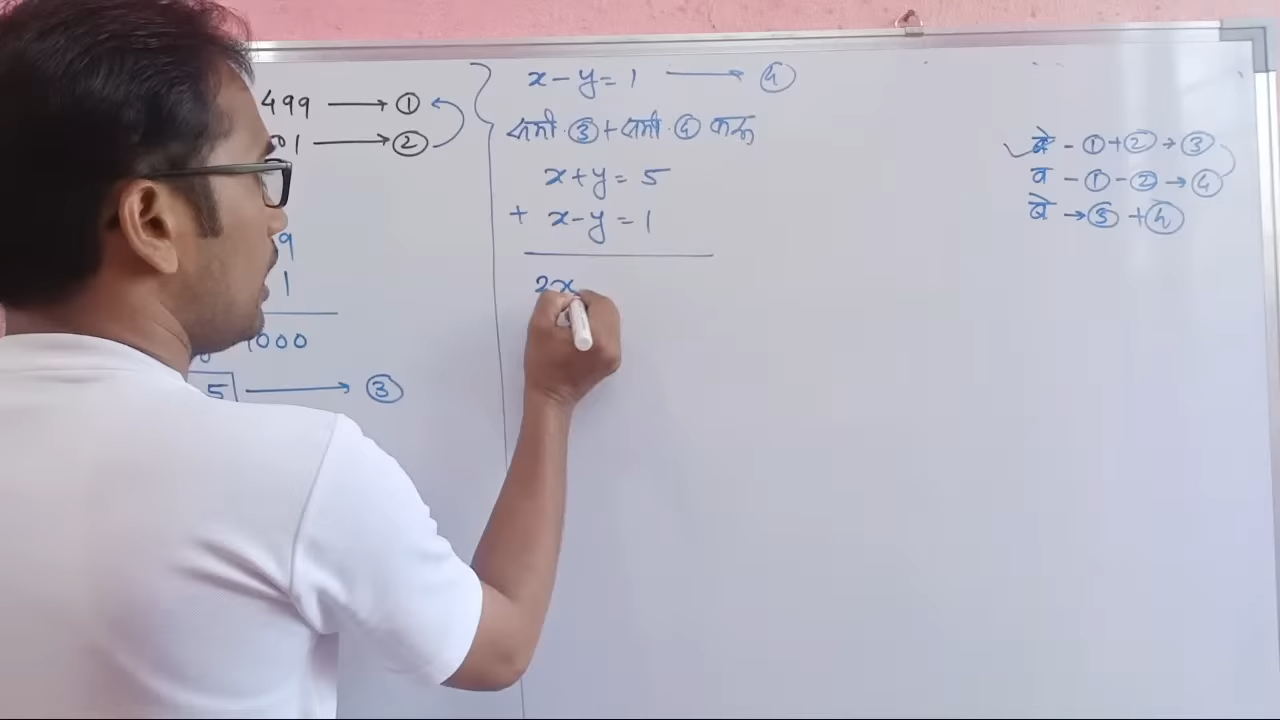 499 → ①
01 → ②
9
1
1000
5 → ③
x - y = 1 → ④
समी. ③ + समी. ④ करू
x + y = 5
+ x - y = 1
2x
बे - ① + ② → ③
व - ① - ② → ④
बे → ③ + ④